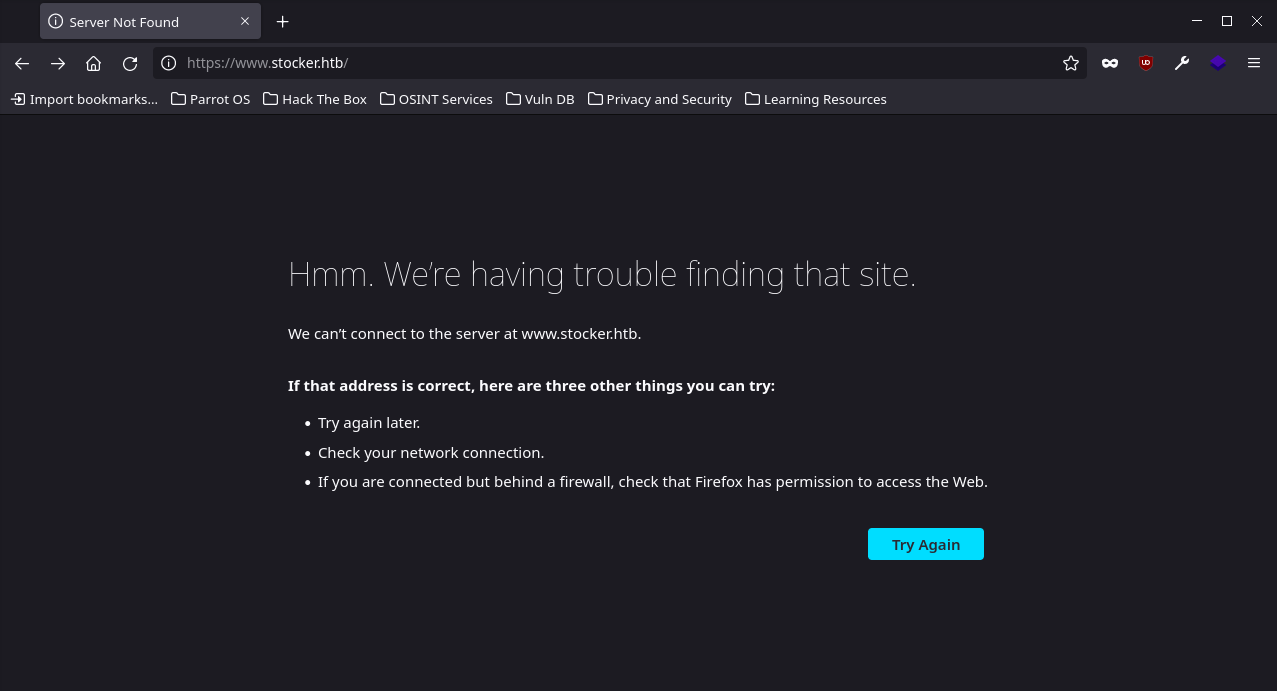 Server Not Found
https://www.stocker.htb/
Import bookmarks... Parrot OS Hack The Box OSINT Services Vuln DB Privacy and Security Learning Resources
Hmm. We’re having trouble finding that site.
We can’t connect to the server at www.stocker.htb.
If that address is correct, here are three other things you can try:
• Try again later.
• Check your network connection.
• If you are connected but behind a firewall, check that Firefox has permission to access the Web.
Try Again